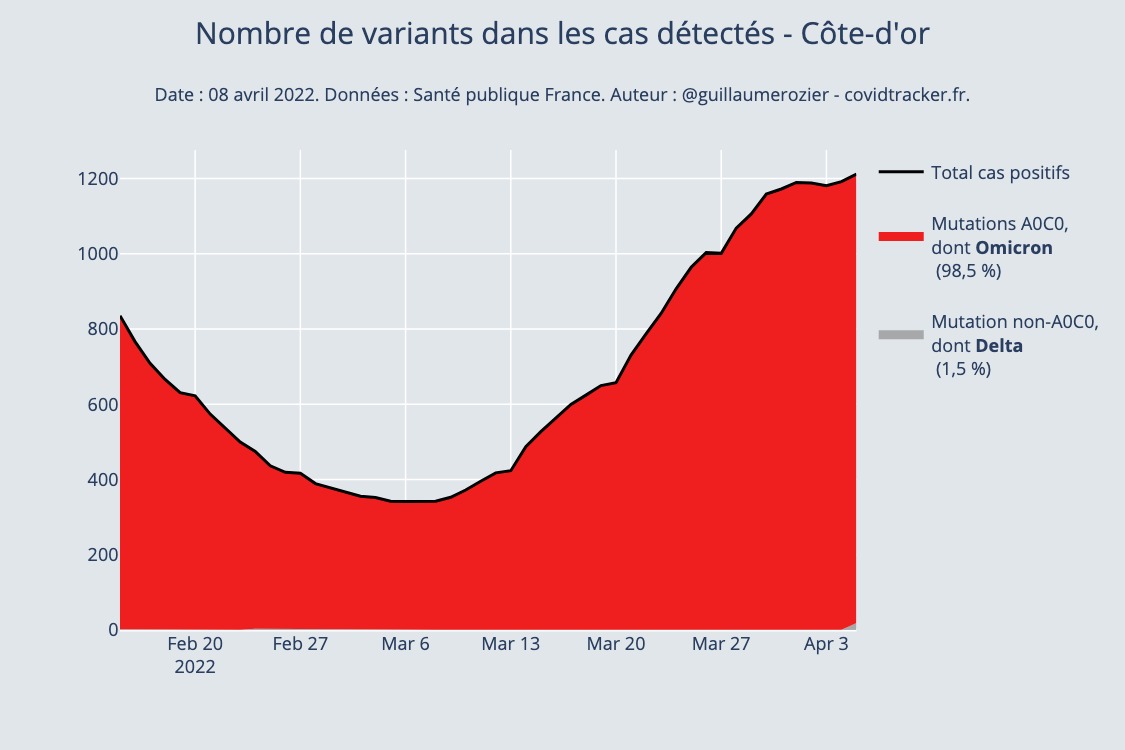 Nombre de variants dans les cas détectés - Côte-d'or
Date : 08 avril 2022. Données : Santé publique France. Auteur : @guillaumerozier - covidtracker.fr.
1200
1000
800
600
400
200
0
Feb 20
2022
Feb 27
Mar 6
Mar 13
Mar 20
Mar 27
Apr 3
Total cas positifs
Mutations A0C0,
dont Omicron
(98,5 %)
Mutation non-A0C0,
dont Delta
(1,5 %)